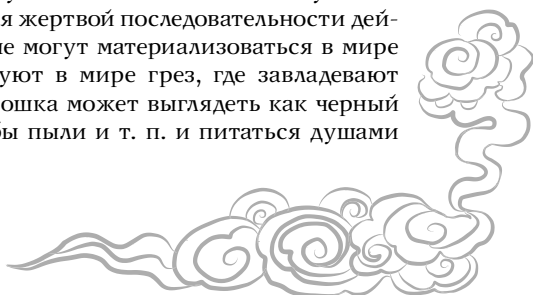 я жертвой последовательности дей-
не могут материализоваться в мире
уют в мире грез, где завладевают
ошка может выглядеть как черный
бы пыли и т. п. и питаться душами